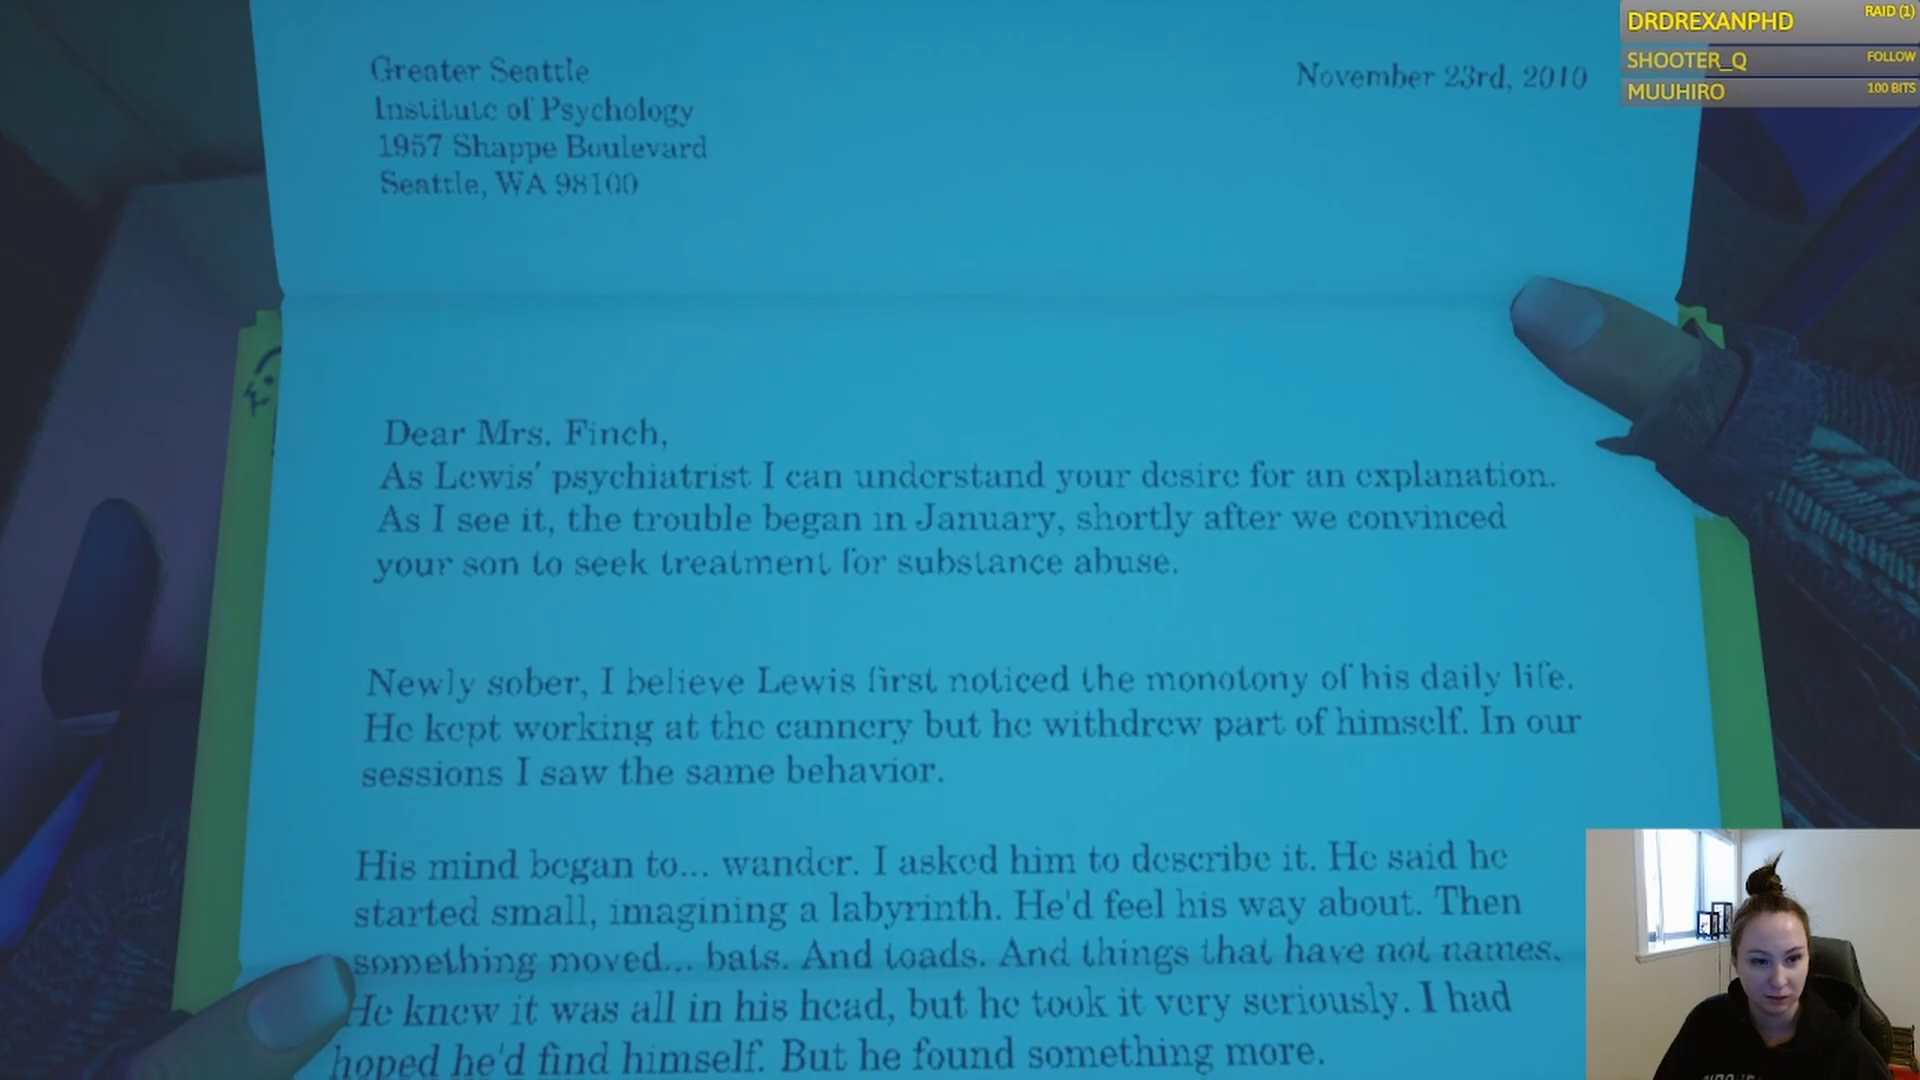 Greater Seattle
Institute of Psychology
1957 Shappe Boulevard
Seattle, WA 98100
November 23rd, 2010
DRDREXANPHD RAID (1)
SHOOTER_Q FOLLOW
MUUHIRO 100 BITS
Dear Mrs. Finch,
As Lewis' psychiatrist I can understand your desire for an explanation.
As I see it, the trouble began in January, shortly after we convinced
your son to seek treatment for substance abuse.
Newly sober, I believe Lewis first noticed the monotony of his daily life.
He kept working at the cannery but he withdrew part of himself. In our
sessions I saw the same behavior.
His mind began to... wander. I asked him to describe it. He said he
started small, imagining a labyrinth. He'd feel his way about. Then
something moved... bats. And toads. And things that have not names.
He knew it was all in his head, but he took it very seriously. I had
hoped he'd find himself. But he found something more.